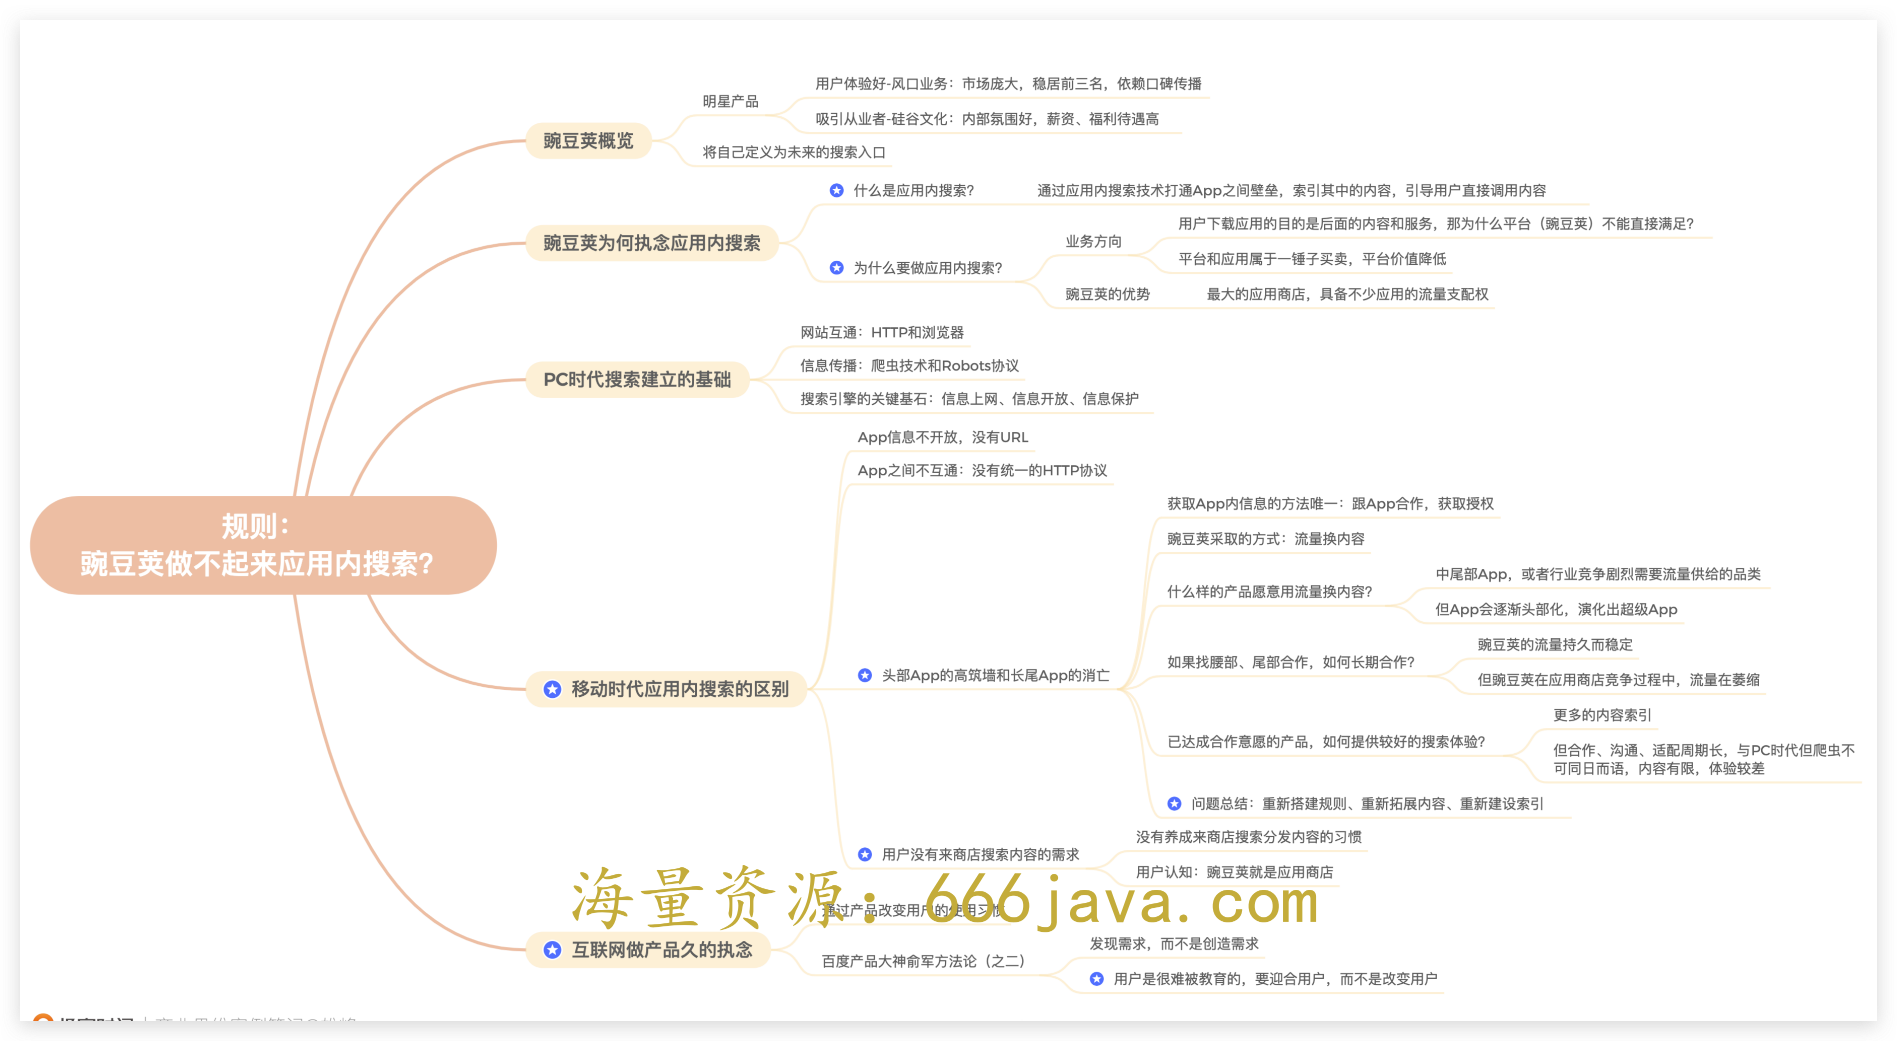 规则：
豌豆荚做不起来应用内搜索？
豌豆荚概览
明星产品
用户体验好-风口业务：市场庞大，稳居前三名，依赖口碑传播
吸引从业者-硅谷文化：内部氛围好，薪资、福利待遇高
将自己定义为未来的搜索入口
豌豆荚为何执念应用内搜索
什么是应用内搜索？
通过应用内搜索技术打通App之间壁垒，索引其中的内容，引导用户直接调用内容
为什么要做应用内搜索？
业务方向
用户下载应用的目的是后面的内容和服务，那为什么平台（豌豆荚）不能直接满足？
平台和应用属于一锤子买卖，平台价值降低
豌豆荚的优势
最大的应用商店，具备不少应用的流量支配权
PC时代搜索建立的基础
网站互通：HTTP和浏览器
信息传播：爬虫技术和Robots协议
搜索引擎的关键基石：信息上网、信息开放、信息保护
移动时代应用内搜索的区别
App信息不开放，没有URL
App之间不互通：没有统一的HTTP协议
头部App的高筑墙和长尾App的消亡
获取App内信息的方法唯一：跟App合作，获取授权
豌豆荚采取的方式：流量换内容
什么样的产品愿意用流量换内容？
中尾部App，或者行业竞争剧烈需要流量供给的品类
但App会逐渐头部化，演化出超级App
如果找腰部、尾部合作，如何长期合作？
豌豆荚的流量持久而稳定
但豌豆荚在应用商店竞争过程中，流量在萎缩
已达成合作意愿的产品，如何提供较好的搜索体验？
更多的内容索引
但合作、沟通、适配周期长，与PC时代但爬虫不
可同日而语，内容有限，体验较差
问题总结：重新搭建规则、重新拓展内容、重新建设索引
用户没有来商店搜索内容的需求
没有养成来商店搜索分发内容的习惯
用户认知：豌豆荚就是应用商店
海量资源：666java.com
互联网做产品久的执念
通过产品改变用户的使用习惯
百度产品大神俞军方法论（之二）
发现需求，而不是创造需求
用户是很难被教育的，要迎合用户，而不是改变用户